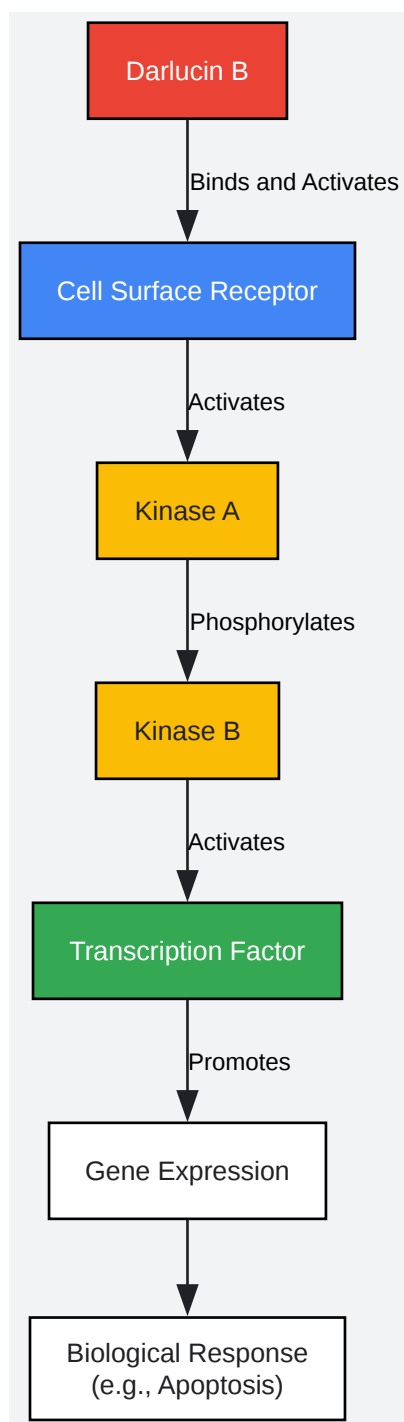 Darlucin B
Binds and Activates
Cell Surface Receptor
Activates
Kinase A
Phosphorylates
Kinase B
Activates
Transcription Factor
Promotes
Gene Expression
Biological Response
(e.g., Apoptosis)